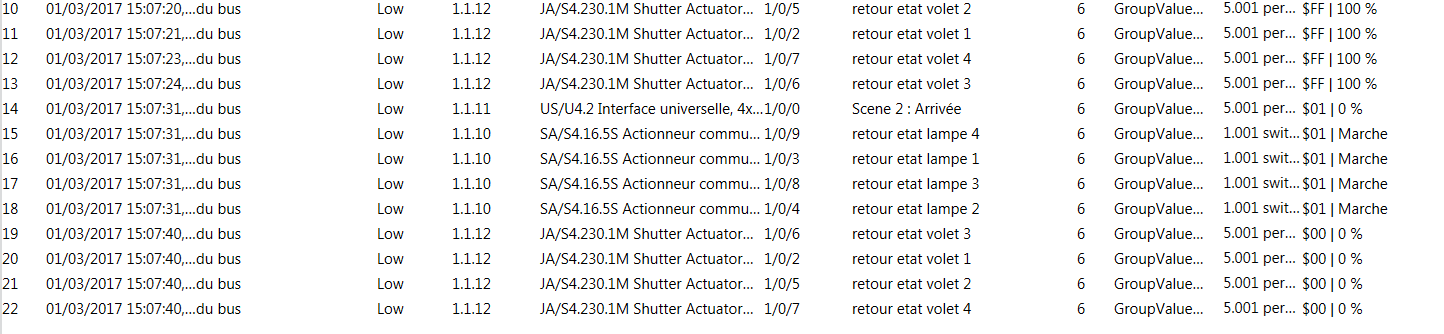 10 01/03/2017 15:07:20,...du bus Low 1.1.12 JA/S4.230.1M Shutter Actuator... 1/0/5 retour etat volet 2 6 GroupValue... 5.001 per... $FF | 100 %
11 01/03/2017 15:07:21,...du bus Low 1.1.12 JA/S4.230.1M Shutter Actuator... 1/0/2 retour etat volet 1 6 GroupValue... 5.001 per... $FF | 100 %
12 01/03/2017 15:07:23,...du bus Low 1.1.12 JA/S4.230.1M Shutter Actuator... 1/0/7 retour etat volet 4 6 GroupValue... 5.001 per... $FF | 100 %
13 01/03/2017 15:07:24,...du bus Low 1.1.12 JA/S4.230.1M Shutter Actuator... 1/0/6 retour etat volet 3 6 GroupValue... 5.001 per... $FF | 100 %
14 01/03/2017 15:07:31,...du bus Low 1.1.11 US/U4.2 Interface universelle, 4x... 1/0/0 Scene 2 : Arrivée 6 GroupValue... 5.001 per... $01 | 0 %
15 01/03/2017 15:07:31,...du bus Low 1.1.10 SA/S4.16.5S Actionneur commu... 1/0/9 retour etat lampe 4 6 GroupValue... 1.001 swit... $01 | Marche
16 01/03/2017 15:07:31,...du bus Low 1.1.10 SA/S4.16.5S Actionneur commu... 1/0/3 retour etat lampe 1 6 GroupValue... 1.001 swit... $01 | Marche
17 01/03/2017 15:07:31,...du bus Low 1.1.10 SA/S4.16.5S Actionneur commu... 1/0/8 retour etat lampe 3 6 GroupValue... 1.001 swit... $01 | Marche
18 01/03/2017 15:07:31,...du bus Low 1.1.10 SA/S4.16.5S Actionneur commu... 1/0/4 retour etat lampe 2 6 GroupValue... 1.001 swit... $01 | Marche
19 01/03/2017 15:07:40,...du bus Low 1.1.12 JA/S4.230.1M Shutter Actuator... 1/0/6 retour etat volet 3 6 GroupValue... 5.001 per... $00 | 0 %
20 01/03/2017 15:07:40,...du bus Low 1.1.12 JA/S4.230.1M Shutter Actuator... 1/0/2 retour etat volet 1 6 GroupValue... 5.001 per... $00 | 0 %
21 01/03/2017 15:07:40,...du bus Low 1.1.12 JA/S4.230.1M Shutter Actuator... 1/0/5 retour etat volet 2 6 GroupValue... 5.001 per... $00 | 0 %
22 01/03/2017 15:07:40,...du bus Low 1.1.12 JA/S4.230.1M Shutter Actuator... 1/0/7 retour etat volet 4 6 GroupValue... 5.001 per... $00 | 0 %